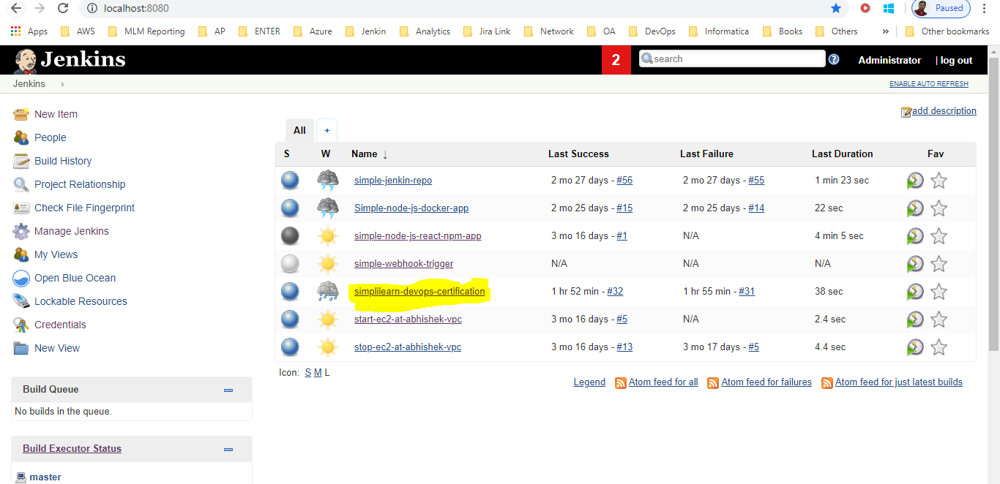 localhost:8080 Paused
Apps AWS MLM Reporting AP ENTER Azure Jenkin Analytics Jira Link Network OA DevOps Informatica Books Others » Other bookmarks
Jenkins 2 search ? Administrator | log out
Jenkins ENABLE AUTO REFRESH
New Item
People
Build History
Project Relationship
Check File Fingerprint
Manage Jenkins
My Views
Open Blue Ocean
Lockable Resources
Credentials
New View
Build Queue
No builds in the queue.
Build Executor Status
master
add description
All +
S W Name ↓ Last Success Last Failure Last Duration Fav
simple-jenkin-repo 2 mo 27 days - #56 2 mo 27 days - #55 1 min 23 sec
Simple-node-js-docker-app 2 mo 25 days - #15 2 mo 25 days - #14 22 sec
simple-node-js-react-npm-app 3 mo 16 days - #1 N/A 4 min 5 sec
simple-webhook-trigger N/A N/A N/A
simplilearn-devops-certification 1 hr 52 min - #32 1 hr 55 min - #31 38 sec
start-ec2-at-abhishek-vpc 3 mo 16 days - #5 N/A 2.4 sec
stop-ec2-at-abhishek-vpc 3 mo 16 days - #13 3 mo 17 days - #5 4.4 sec
Icon: S M L
Legend Atom feed for all Atom feed for failures Atom feed for just latest builds